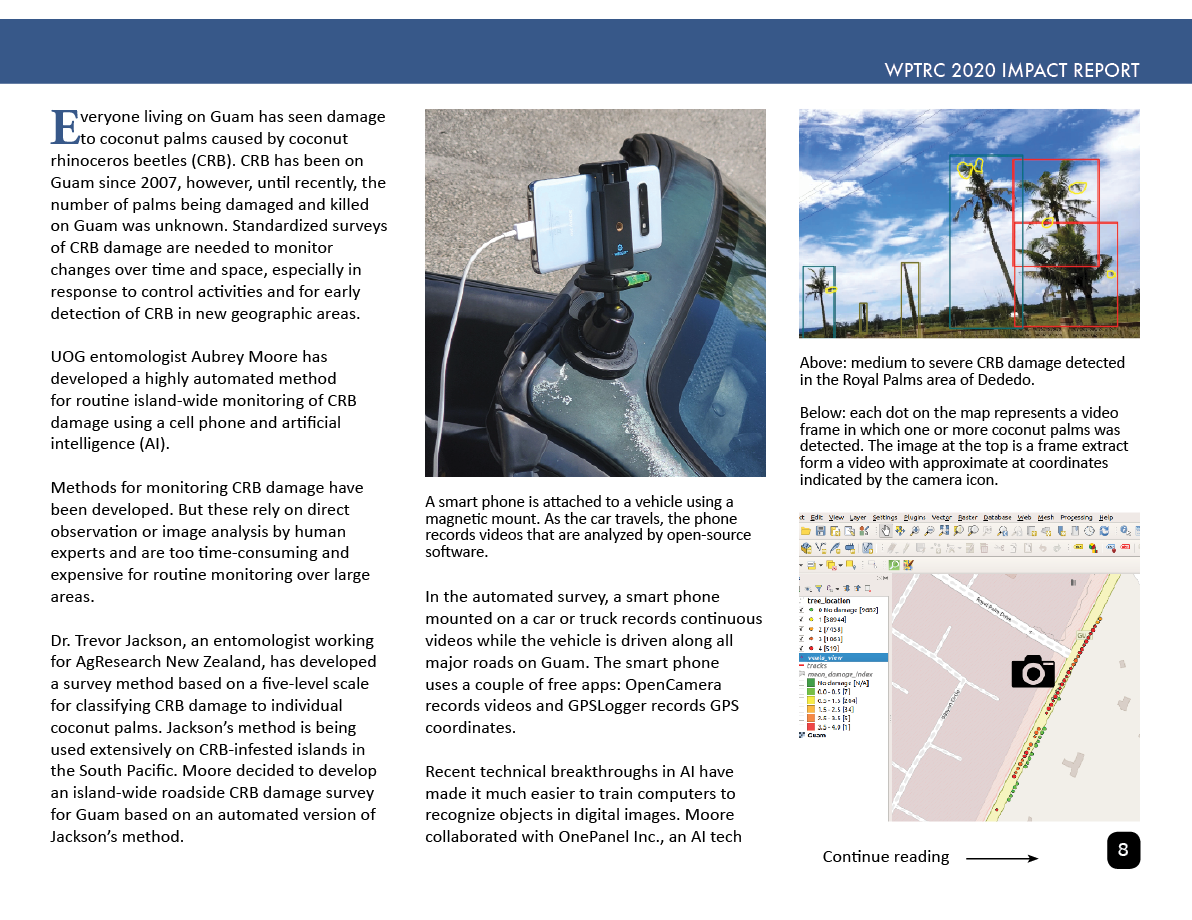 WPTRC 2020 IMPACT REPORT
Everyone living on Guam has seen damage
to coconut palms caused by coconut
rhinoceros beetles (CRB). CRB has been on
Guam since 2007, however, until recently, the
number of palms being damaged and killed
on Guam was unknown. Standardized surveys
of CRB damage are needed to monitor
changes over time and space, especially in
response to control activities and for early
detection of CRB in new geographic areas.
UOG entomologist Aubrey Moore has
developed a highly automated method
for routine island-wide monitoring of CRB
damage using a cell phone and artificial
intelligence (AI).
Methods for monitoring CRB damage have
been developed. But these rely on direct
observation or image analysis by human
experts and are too time-consuming and
expensive for routine monitoring over large
areas.
Dr. Trevor Jackson, an entomologist working
for AgResearch New Zealand, has developed
a survey method based on a five-level scale
for classifying CRB damage to individual
coconut palms. Jackson’s method is being
used extensively on CRB-infested islands in
the South Pacific. Moore decided to develop
an island-wide roadside CRB damage survey
for Guam based on an automated version of
Jackson’s method.
A smart phone is attached to a vehicle using a
magnetic mount. As the car travels, the phone
records videos that are analyzed by open-source
software.
In the automated survey, a smart phone
mounted on a car or truck records continuous
videos while the vehicle is driven along all
major roads on Guam. The smart phone
uses a couple of free apps: OpenCamera
records videos and GPSLogger records GPS
coordinates.
Recent technical breakthroughs in AI have
made it much easier to train computers to
recognize objects in digital images. Moore
collaborated with OnePanel Inc., an AI tech
Above: medium to severe CRB damage detected
in the Royal Palms area of Dededo.
Below: each dot on the map represents a video
frame in which one or more coconut palms was
detected. The image at the top is a frame extract
form a video with approximate at coordinates
indicated by the camera icon.
Edit View Layer Settings Plugins Vector Raster Database Web Mesh Processing Help
tree_location
0 No damage [9882]
1 [38944]
2 [7458]
3 [1063]
4 [519]
tracks
mean_damage_index
No damage [N/A]
0.0 - 0.5 [7]
0.5 - 1.5 [264]
1.5 - 2.5 [34]
2.5 - 3.5 [5]
3.5 - 4.0 [1]
Guam
Royal Palm Drive
Continue reading
8